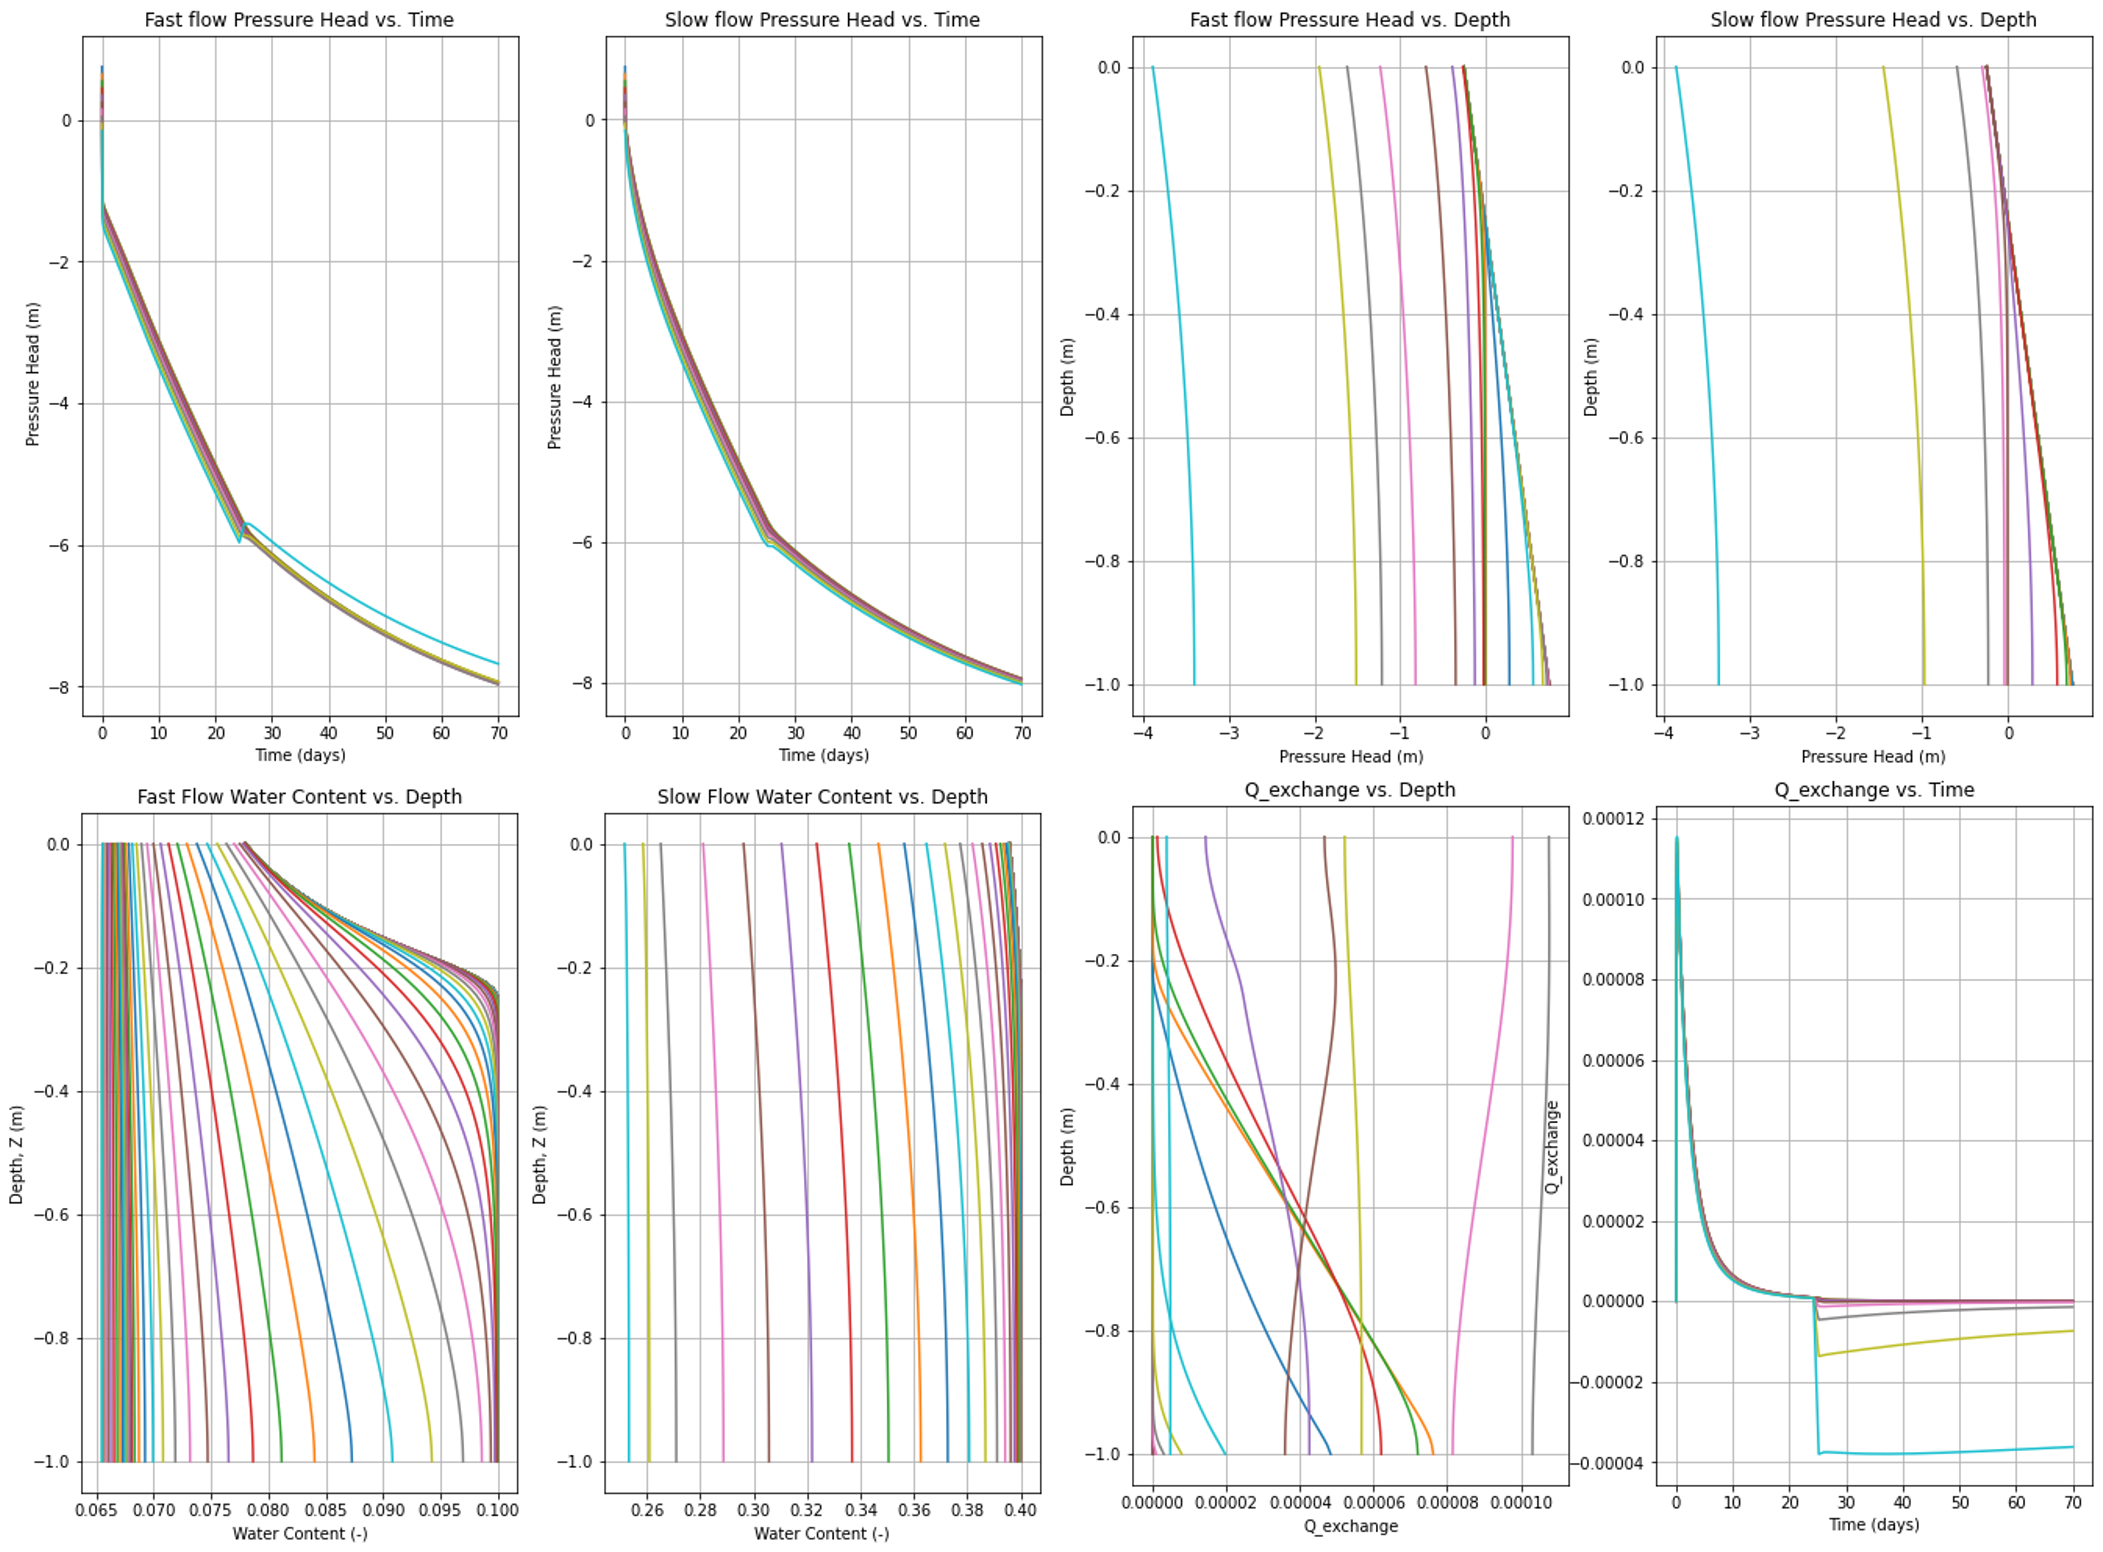 Fast flow Pressure Head vs. Time
0
−2
−4
−6
−8
Pressure Head (m)
0 10 20 30 40 50 60 70
Time (days)
Slow flow Pressure Head vs. Time
0
−2
−4
−6
−8
Pressure Head (m)
0 10 20 30 40 50 60 70
Time (days)
Fast flow Pressure Head vs. Depth
0.0
−0.2
−0.4
−0.6
−0.8
−1.0
Depth (m)
−4 −3 −2 −1 0
Pressure Head (m)
Slow flow Pressure Head vs. Depth
0.0
−0.2
−0.4
−0.6
−0.8
−1.0
Depth (m)
−4 −3 −2 −1 0
Pressure Head (m)
Fast Flow Water Content vs. Depth
0.0
−0.2
−0.4
−0.6
−0.8
−1.0
Depth, Z (m)
0.065 0.070 0.075 0.080 0.085 0.090 0.095 0.100
Water Content (-)
Slow Flow Water Content vs. Depth
0.0
−0.2
−0.4
−0.6
−0.8
−1.0
Depth, Z (m)
0.26 0.28 0.30 0.32 0.34 0.36 0.38 0.40
Water Content (-)
Q_exchange vs. Depth
0.0
−0.2
−0.4
−0.6
−0.8
−1.0
Depth (m)
0.00000 0.00002 0.00004 0.00006 0.00008 0.00010
Q_exchange
Q_exchange vs. Time
0.00012
0.00010
0.00008
0.00006
0.00004
0.00002
0.00000
−0.00002
−0.00004
Q_exchange
0 10 20 30 40 50 60 70
Time (days)